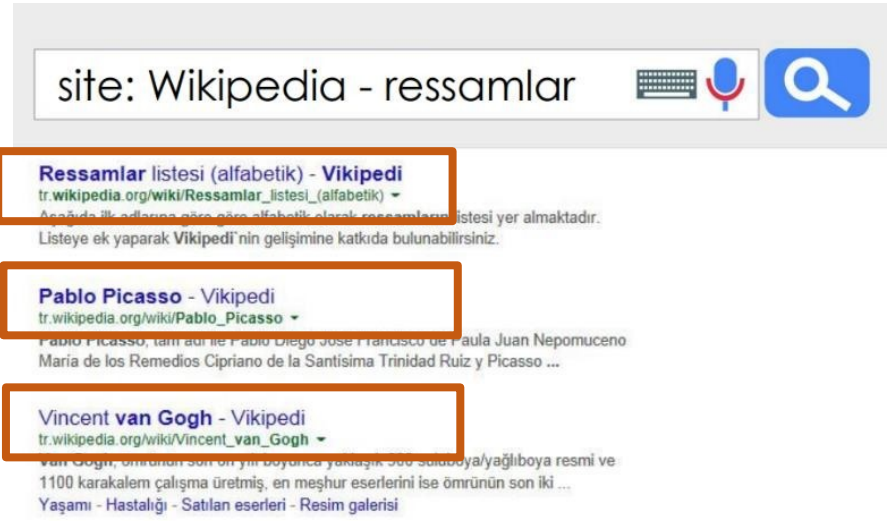 site: Wikipedia - ressamlar
Ressamlar listesi (alfabetik) - Vikipedi
tr.wikipedia.org/wiki/Ressamlar_listesi_(alfabetik)
Aşağıda ilk adlarına göre göre alfabetik olarak ressamların listesi yer almaktadır.
Listeye ek yaparak Vikipedi`nin gelişimine katkıda bulunabilirsiniz.
Pablo Picasso - Vikipedi
tr.wikipedia.org/wiki/Pablo_Picasso
Pablo Picasso, tam adı ile Pablo Diego José Francisco de Paula Juan Nepomuceno
María de los Remedios Cipriano de la Santísima Trinidad Ruiz y Picasso ...
Vincent van Gogh - Vikipedi
tr.wikipedia.org/wiki/Vincent_van_Gogh
Van Gogh, ömrünün son on yılı boyunca yaklaşık suluboya/yağlıboya resmi ve
1100 karakalem çalışma üretmiş, en meşhur eserlerini ise ömrünün son iki ...
Yaşamı - Hastalığı - Satılan eserleri - Resim galerisi